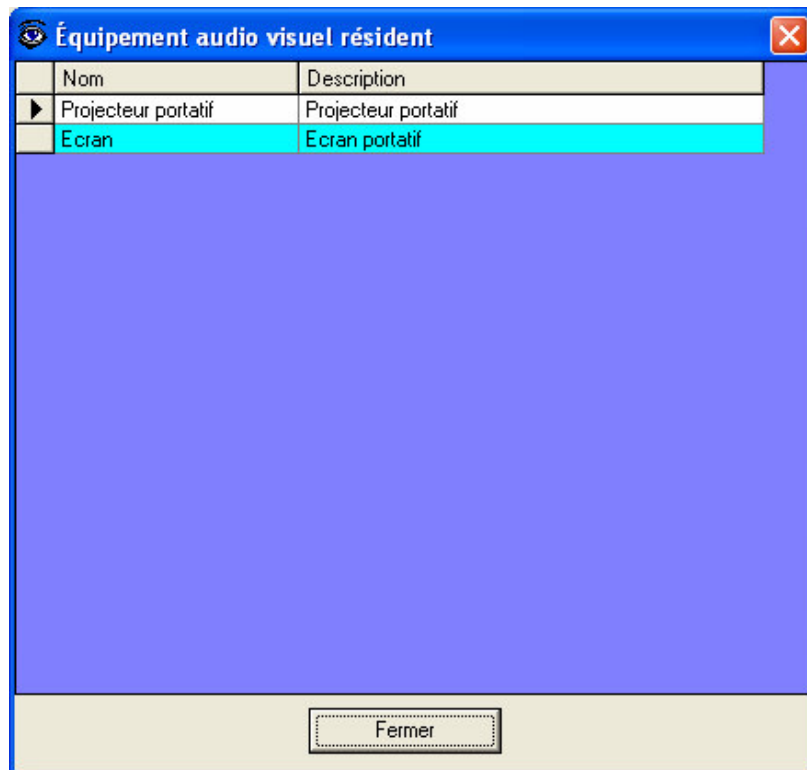 Équipement audio visuel résident
Nom Description
Projecteur portatif Projecteur portatif
Ecran Ecran portatif
Fermer